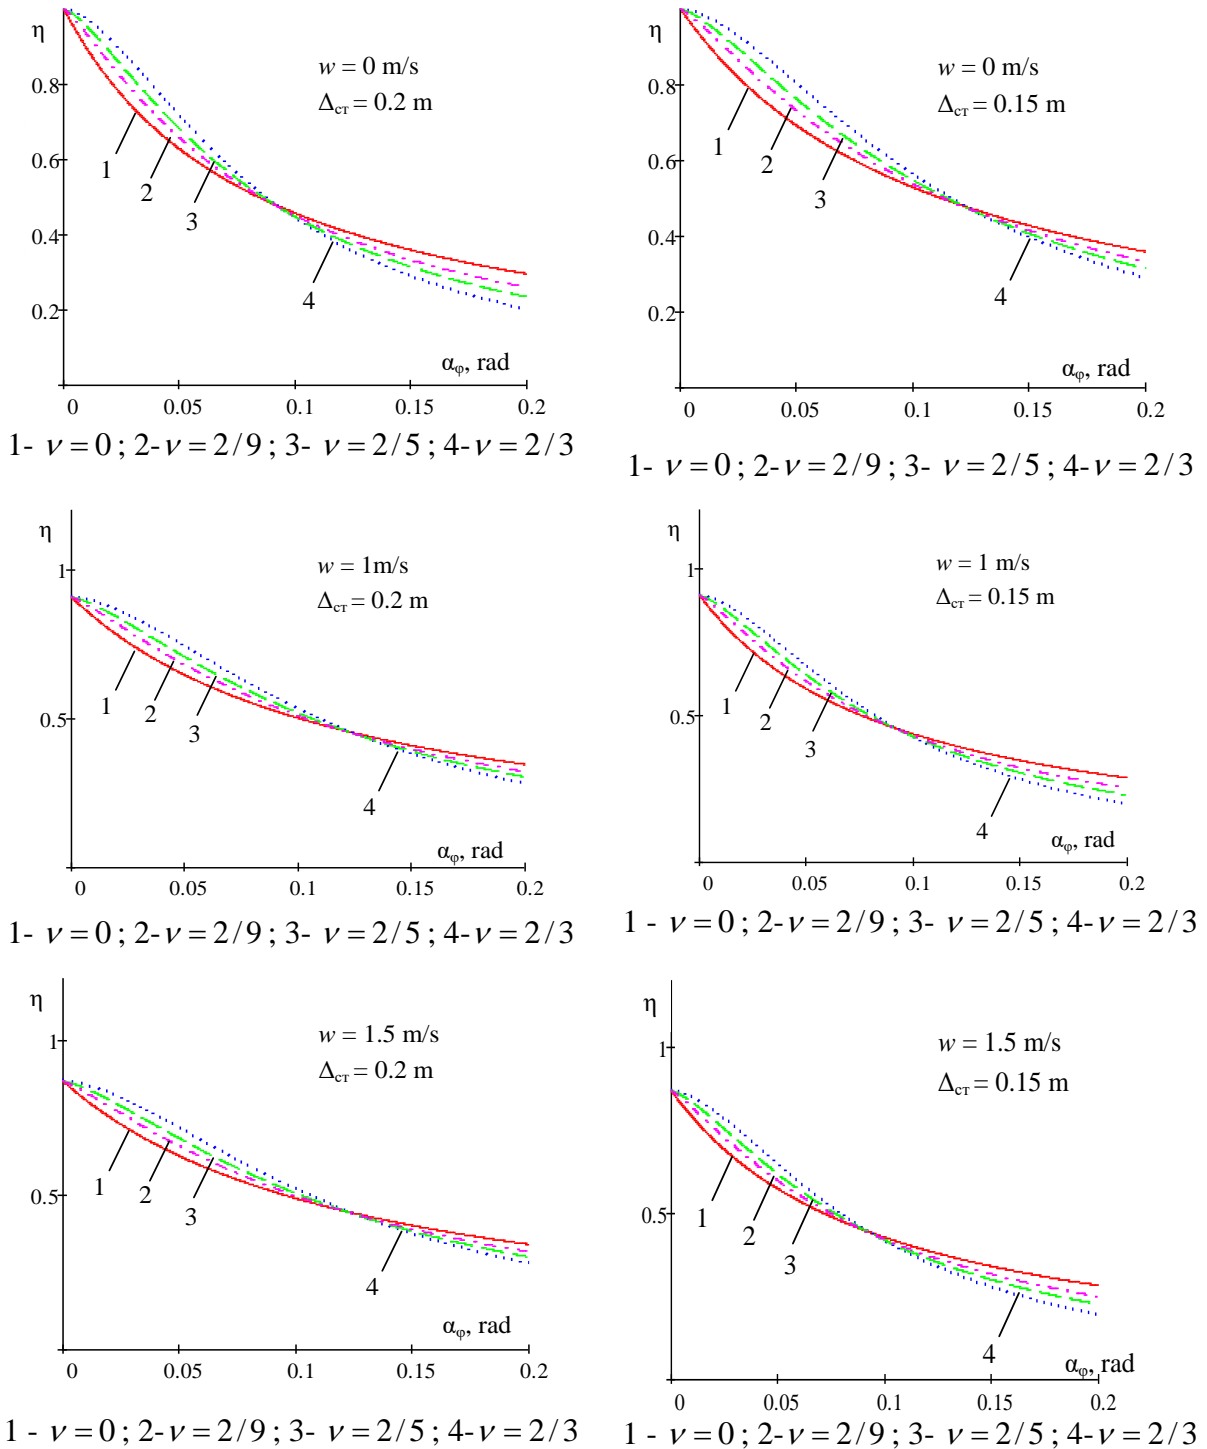 η
w = 0 m/s
Δст = 0.2 m
0.8
0.6
0.4
0.2
1
2
3
4
αφ, rad
0
0.05
0.1
0.15
0.2
1- ν = 0 ; 2- ν = 2/9 ; 3- ν = 2/5 ; 4- ν = 2/3
η
w = 0 m/s
Δст = 0.15 m
0.8
0.6
0.4
0.2
1
2
3
4
αφ, rad
0
0.05
0.1
0.15
0.2
1- ν = 0 ; 2- ν = 2/9 ; 3- ν = 2/5 ; 4- ν = 2/3
η
w = 1m/s
Δст = 0.2 m
1
0.5
1
2
3
4
αφ, rad
0
0.05
0.1
0.15
0.2
1- ν = 0 ; 2- ν = 2/9 ; 3- ν = 2/5 ; 4- ν = 2/3
η
w = 1 m/s
Δст = 0.15 m
1
0.5
1
2
3
4
αφ, rad
0
0.05
0.1
0.15
0.2
1 - ν = 0 ; 2- ν = 2/9 ; 3- ν = 2/5 ; 4- ν = 2/3
η
w = 1.5 m/s
Δст = 0.2 m
1
0.5
1
2
3
4
αφ, rad
0
0.05
0.1
0.15
0.2
1 - ν = 0 ; 2- ν = 2/9 ; 3- ν = 2/5 ; 4- ν = 2/3
η
w = 1.5 m/s
Δст = 0.15 m
1
0.5
1
2
3
4
αφ, rad
0
0.05
0.1
0.15
0.2
1 - ν = 0 ; 2- ν = 2/9 ; 3- ν = 2/5 ; 4- ν = 2/3